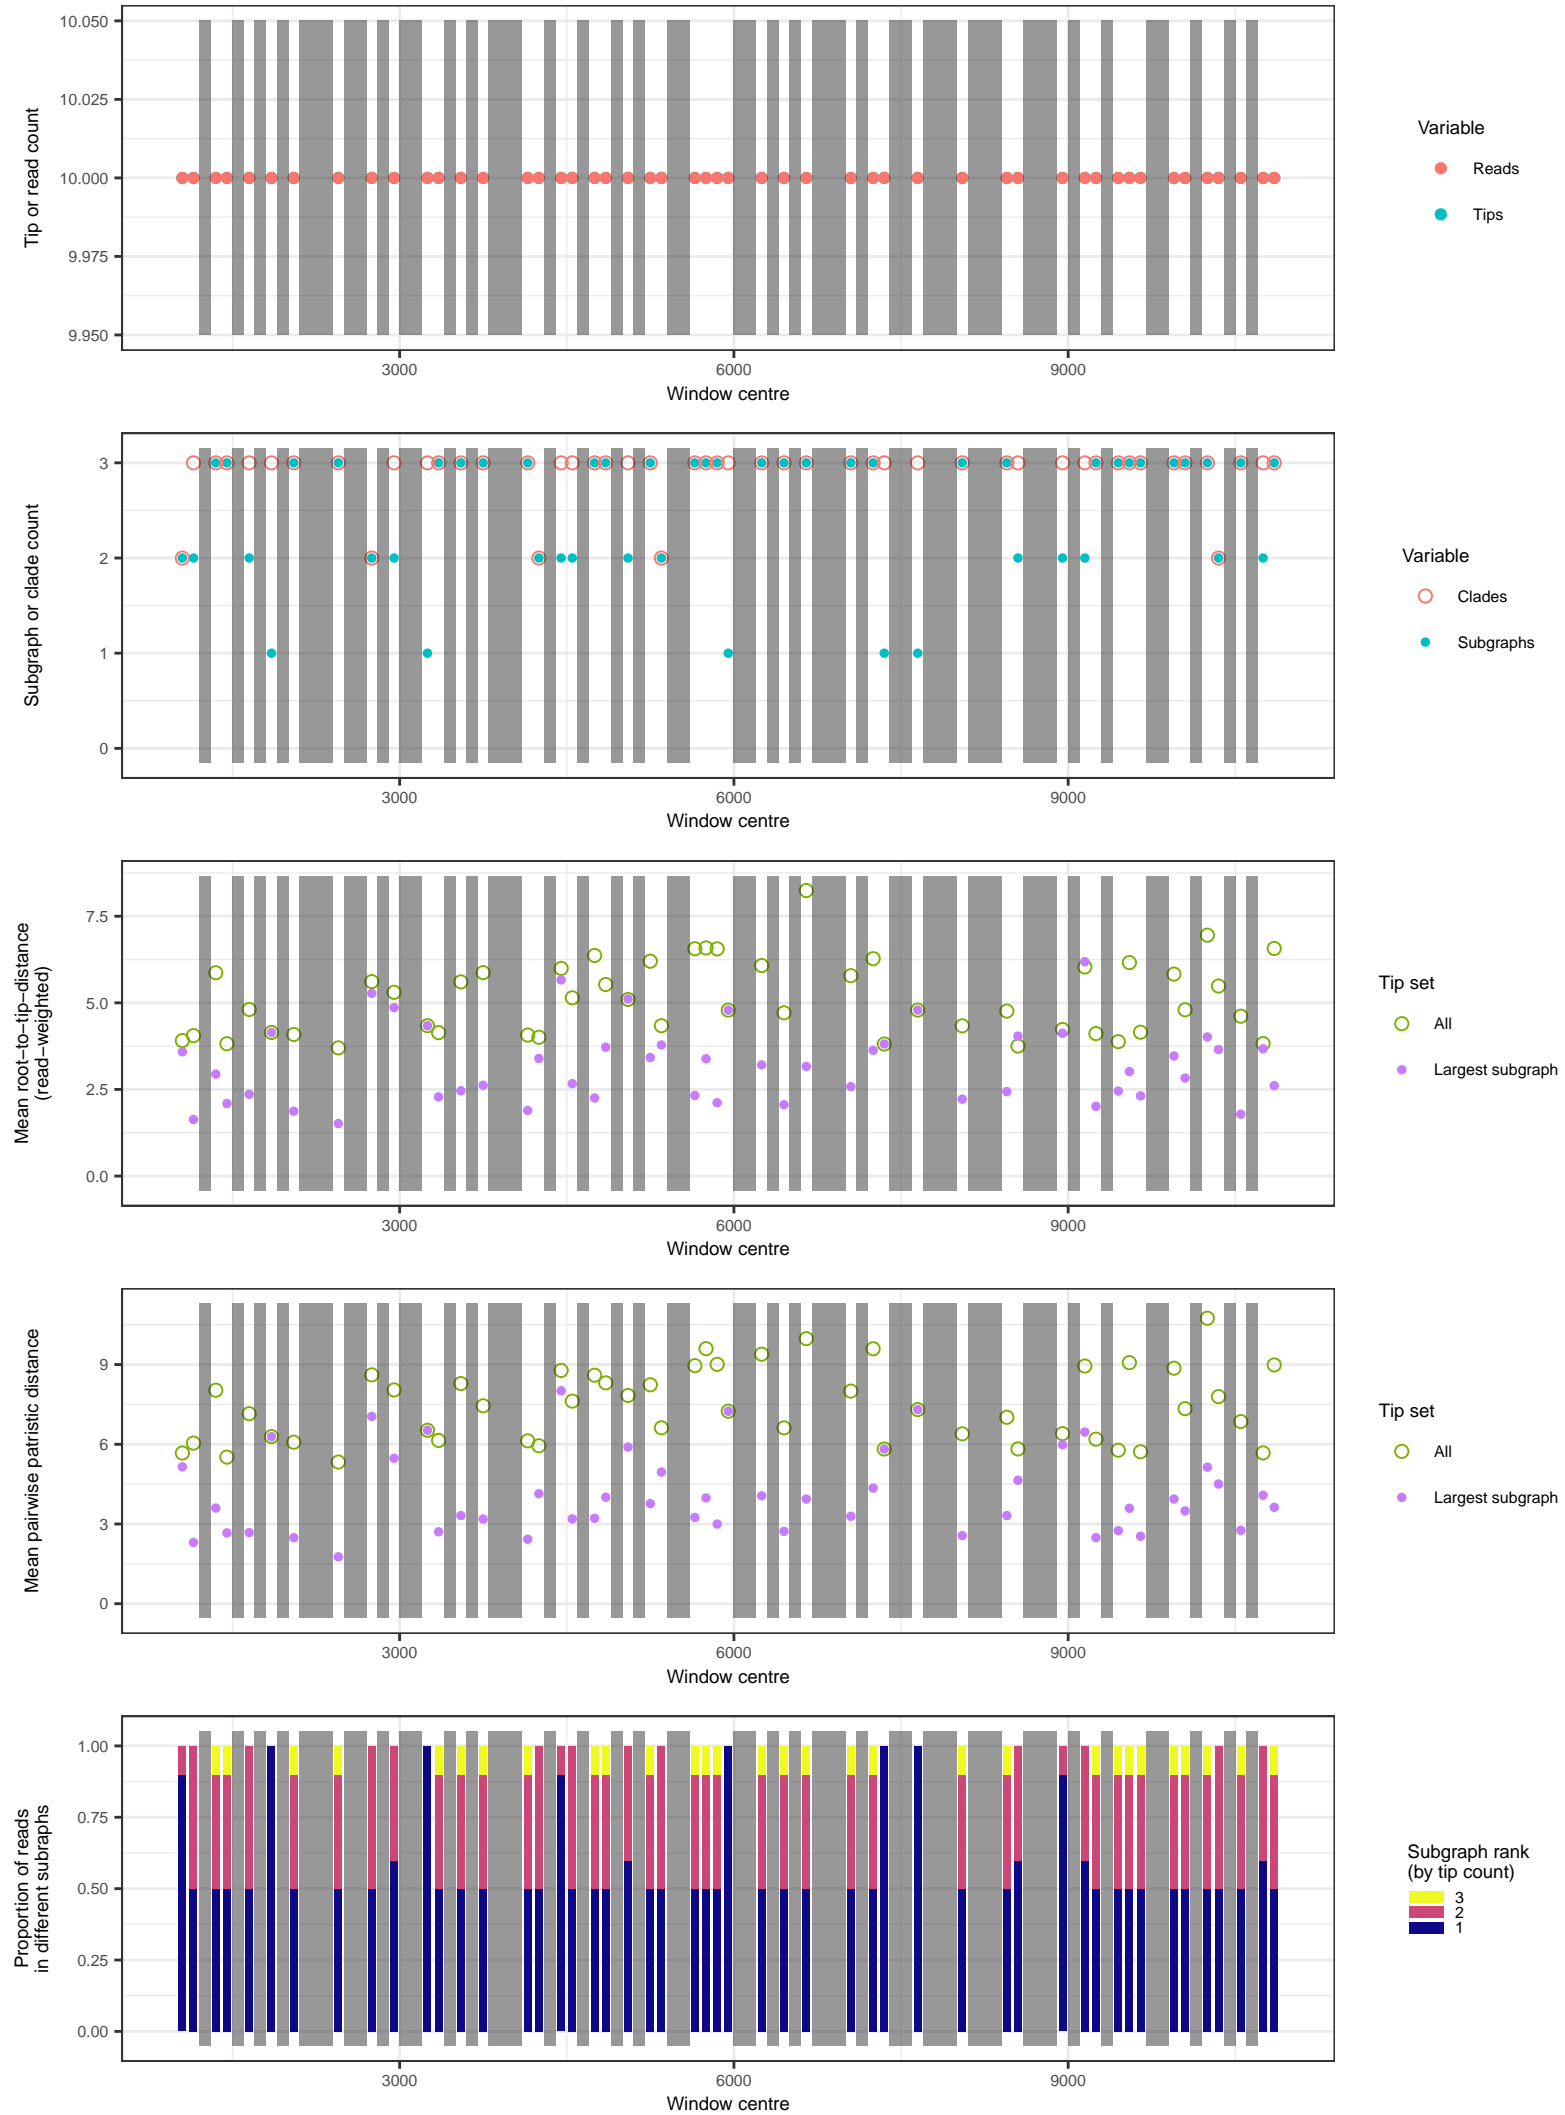 10.050
10.025
10.000
9.975
9.950
Tip or read count
3000
6000
9000
Window centre
Variable
Reads
Tips
3
2
1
0
Subgraph or clade count
3000
6000
9000
Window centre
Variable
Clades
Subgraphs
7.5
5.0
2.5
0.0
Mean root−to−tip−distance
(read−weighted)
3000
6000
9000
Window centre
Tip set
All
Largest subgraph
9
6
3
0
Mean pairwise patristic distance
3000
6000
9000
Window centre
Tip set
All
Largest subgraph
1.00
0.75
0.50
0.25
0.00
Proportion of reads
in different subraphs
3000
6000
9000
Window centre
Subgraph rank
(by tip count)
3
2
1